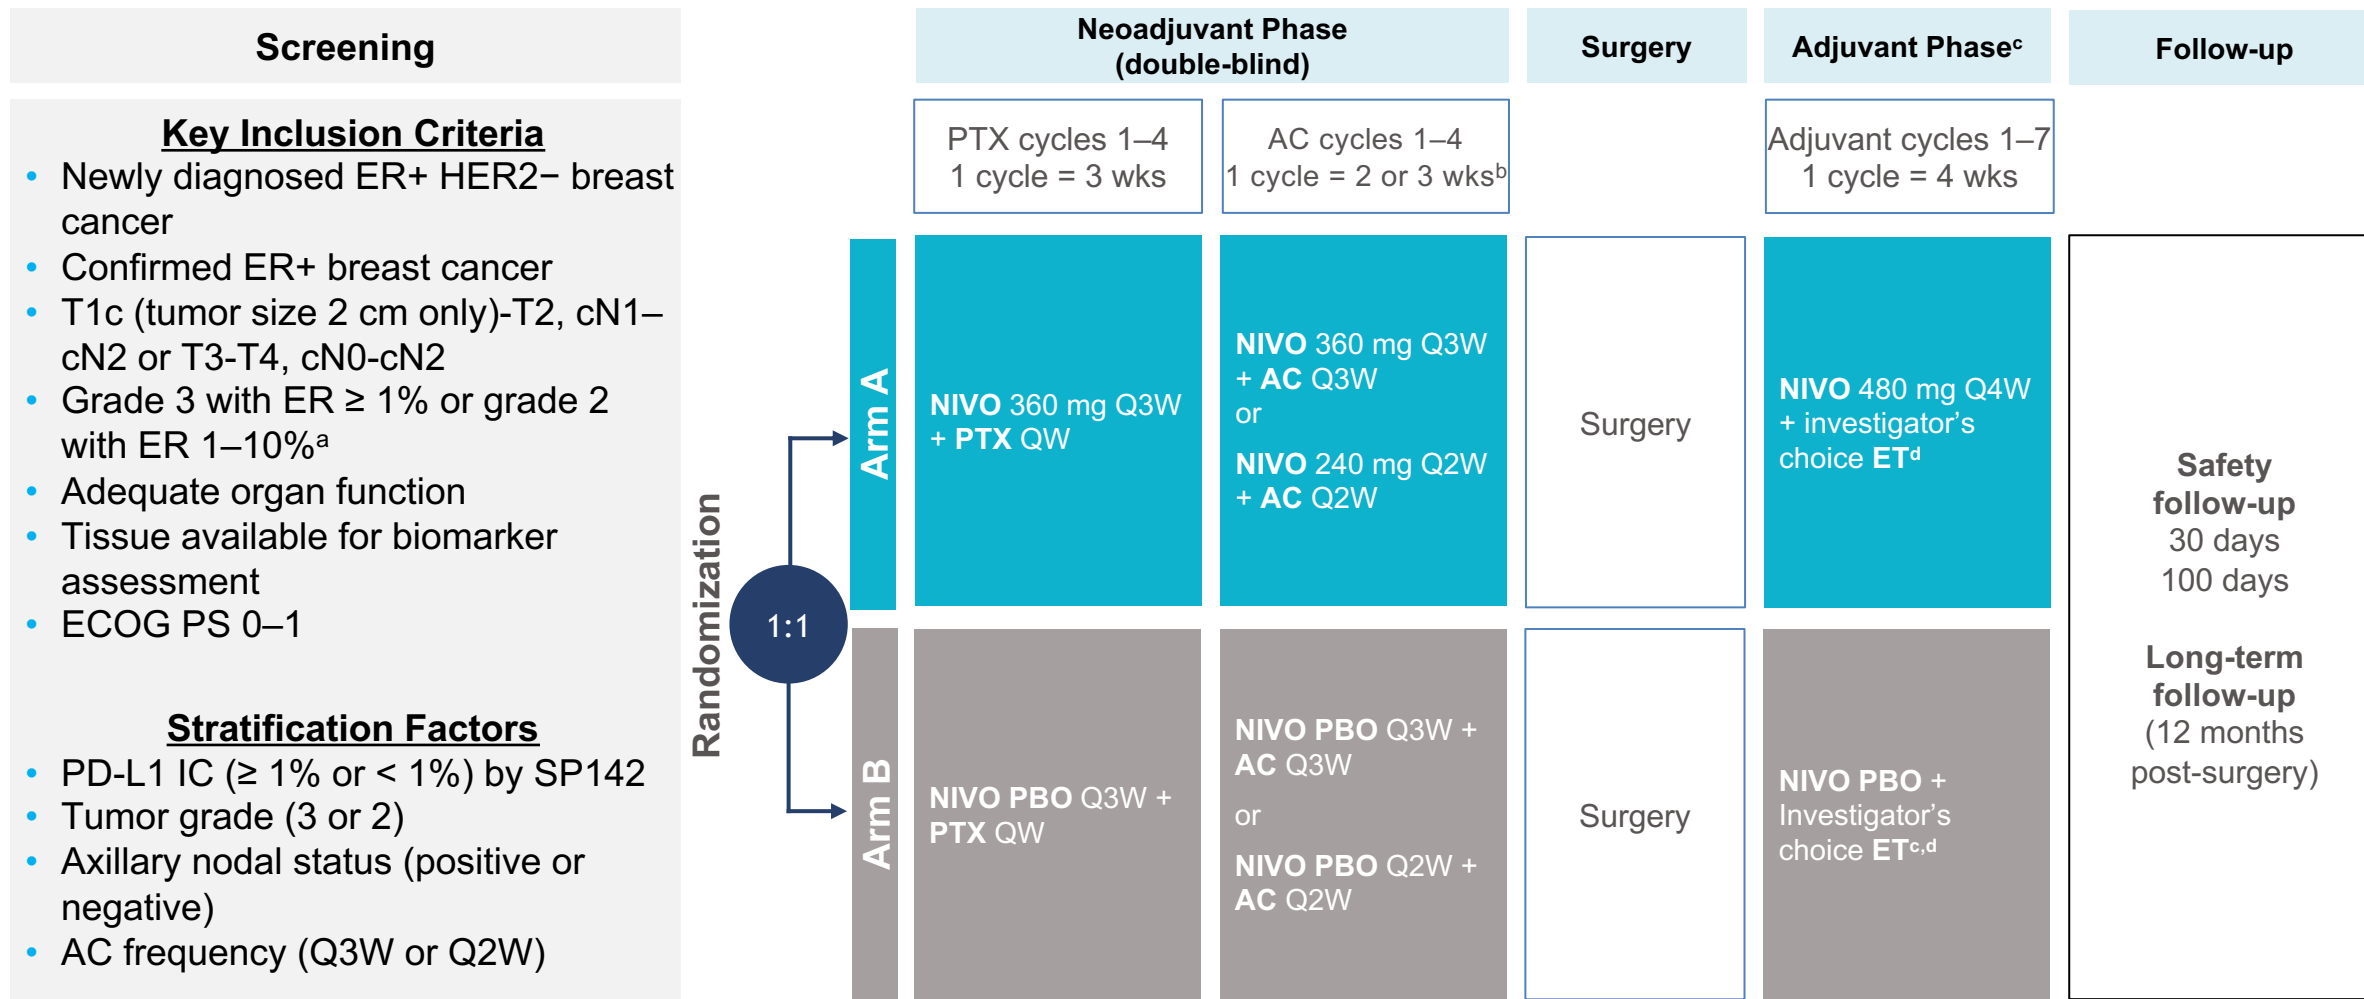 Screening
Key Inclusion Criteria
• Newly diagnosed ER+ HER2− breast
cancer
• Confirmed ER+ breast cancer
• T1c (tumor size 2 cm only)-T2, cN1–
cN2 or T3-T4, cN0-cN2
• Grade 3 with ER ≥ 1% or grade 2
with ER 1–10%ᵃ
• Adequate organ function
• Tissue available for biomarker
assessment
• ECOG PS 0–1
Stratification Factors
• PD-L1 IC (≥ 1% or < 1%) by SP142
• Tumor grade (3 or 2)
• Axillary nodal status (positive or
negative)
• AC frequency (Q3W or Q2W)
Randomization
1:1
Neoadjuvant Phase
(double-blind)
Surgery
Adjuvant Phaseᶜ
Follow-up
PTX cycles 1–4
1 cycle = 3 wks
AC cycles 1–4
1 cycle = 2 or 3 wksᵇ
Adjuvant cycles 1–7
1 cycle = 4 wks
Arm A
NIVO 360 mg Q3W
+ PTX QW
NIVO 360 mg Q3W
+ AC Q3W
or
NIVO 240 mg Q2W
+ AC Q2W
Surgery
NIVO 480 mg Q4W
+ investigator’s
choice ETᵈ
Arm B
NIVO PBO Q3W +
PTX QW
NIVO PBO Q3W +
AC Q3W
or
NIVO PBO Q2W +
AC Q2W
Surgery
NIVO PBO +
Investigator’s
choice ETᶜ,ᵈ
Safety
follow-up
30 days
100 days
Long-term
follow-up
(12 months
post-surgery)